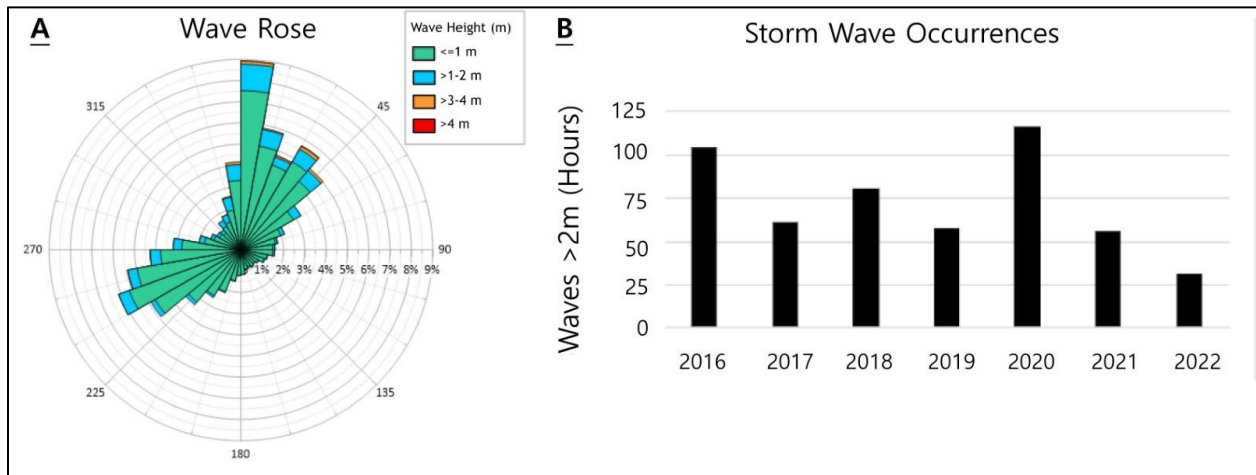 A
Wave Rose
Wave Height (m)
<=1 m
>1-2 m
>3-4 m
>4 m
315
45
270
90
1% 2% 3% 4% 5% 6% 7% 8% 9%
225
135
180
B
Storm Wave Occurrences
Waves >2m (Hours)
125
100
75
50
25
0
2016 2017 2018 2019 2020 2021 2022